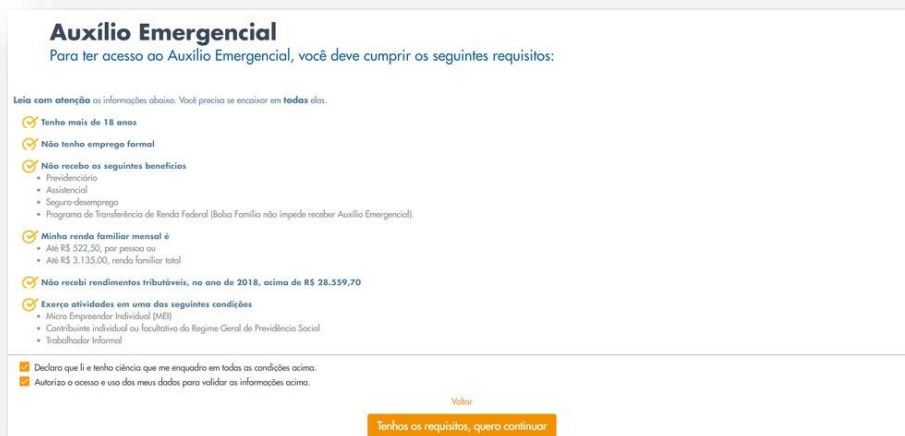 Auxílio Emergencial
Para ter acesso ao Auxílio Emergencial, você deve cumprir os seguintes requisitos:
Leia com atenção as informações abaixo. Você precisa se encaixar em todas elas.
Tenho mais de 18 anos
Não tenho emprego formal
Não recebo os seguintes benefícios
• Previdenciário
• Assistencial
• Seguro-desemprego
• Programa de Transferência de Renda Federal (Bolsa Família não impede receber Auxílio Emergencial).
Minha renda familiar mensal é
• Até R$ 522,50, por pessoa ou
• Até R$ 3.135,00, renda familiar total
Não recebi rendimentos tributáveis, no ano de 2018, acima de R$ 28.559,70
Exerço atividades em uma das seguintes condições
• Micro Empreendor Individual (MEI)
• Contribuinte individual ou facultativo do Regime Geral de Previdência Social
• Trabalhador Informal
Declaro que li e tenho ciência que me enquadro em todas as condições acima.
Autorizo o acesso e uso dos meus dados para validar as informações acima.
Voltar
Tenhos os requisitos, quero continuar